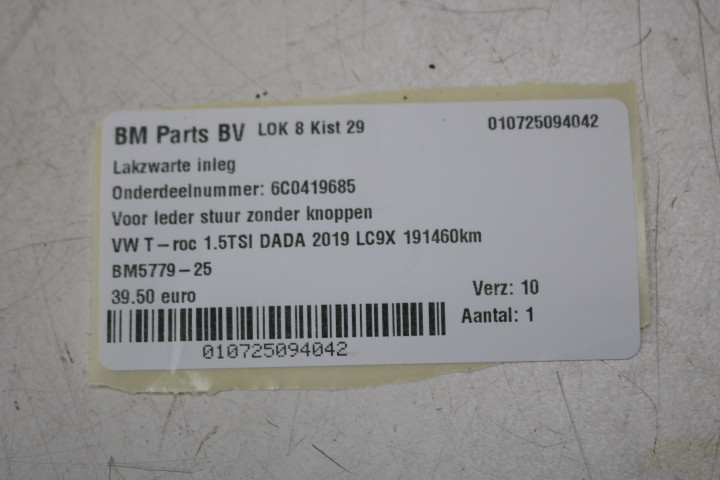 BM Parts BV LOK 8 Kist 29 010725094042
Lakzwarte inleg
Onderdeelnummer: 6C0419685
Voor leder stuur zonder knoppen
VW T-roc 1.5TSI DADA 2019 LC9X 191460km
BM5779-25
39.50 euro Verz: 10
Aantal: 1
010725094042